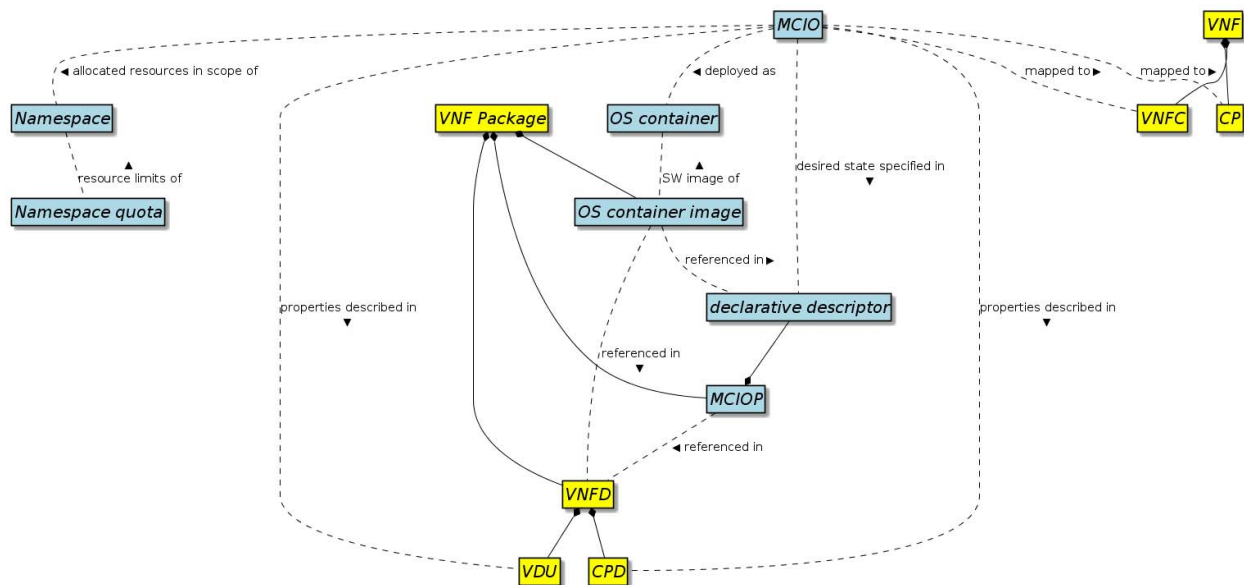 MCIO
VNF
◄ allocated resources in scope of
◄ deployed as
mapped to ►
mapped to ►
Namespace
VNF Package
OS container
VNFC
CP
▲
resource limits of
▲
SW image of
desired state specified in
▼
Namespace quota
OS container image
referenced in ►
declarative descriptor
properties described in
▼
properties described in
▼
referenced in
▼
MCIOP
◄ referenced in
VNFD
VDU
CPD